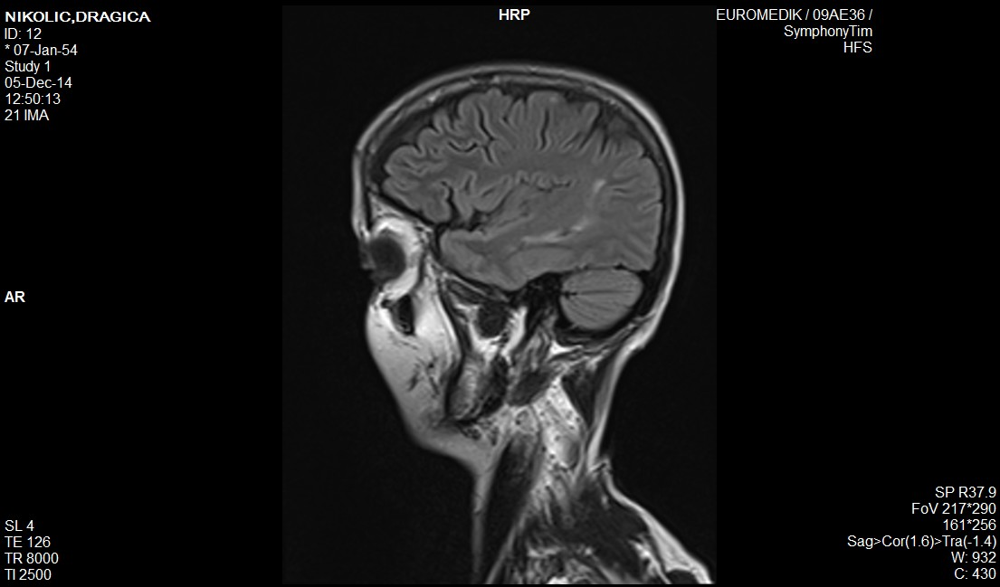 NIKOLIC,DRAGICA
ID: 12
* 07-Jan-54
Study 1
05-Dec-14
12:50:13
21 IMA
HRP
EUROMEDIK / 09AE36 /
SymphonyTim
HFS
AR
SL 4
TE 126
TR 8000
TI 2500
SP R37.9
FoV 217*290
161*256
Sag>Cor(1.6)>Tra(-1.4)
W: 932
C: 430